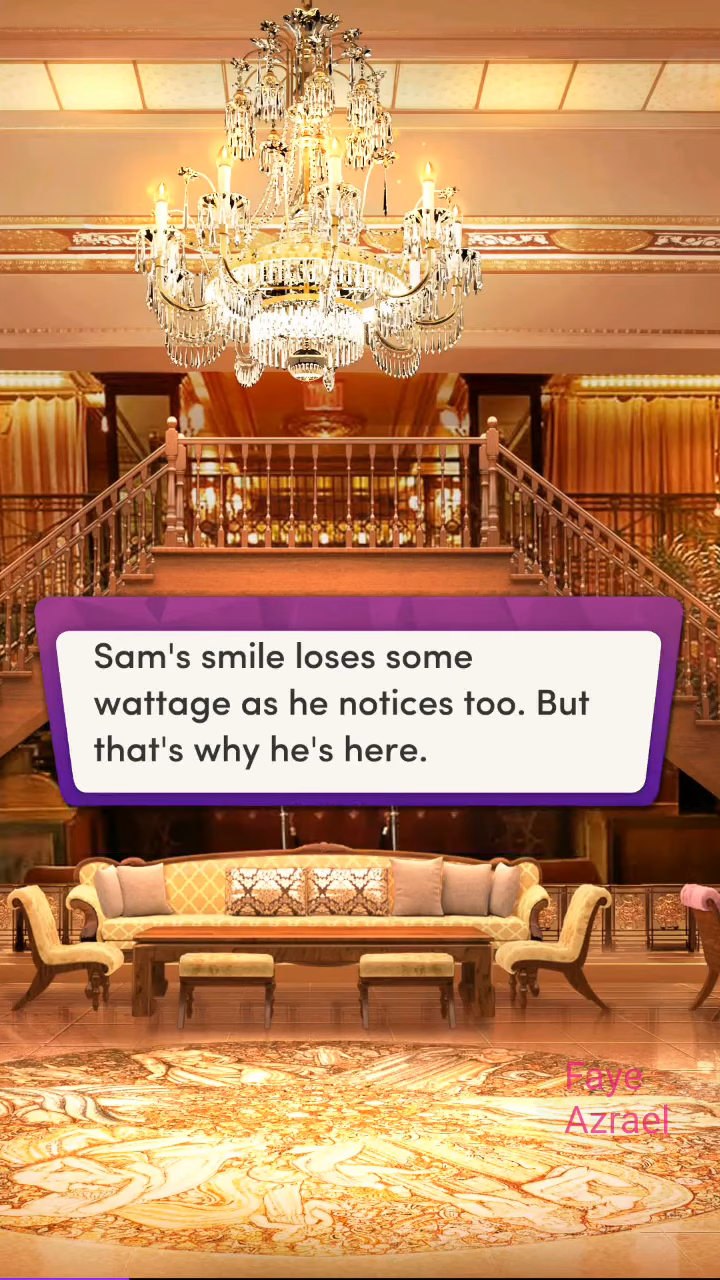 Sam's smile loses some
wattage as he notices too. But
that's why he's here.
Faye
Azrael